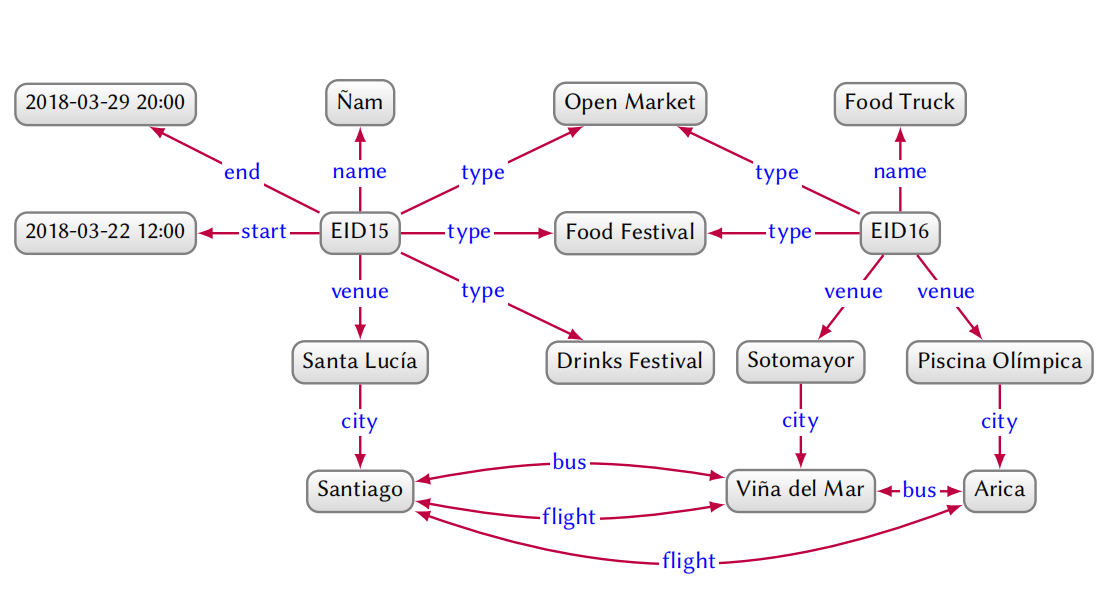 2018-03-29 20:00
Ñam
Open Market
Food Truck
end
name
type
type
name
2018-03-22 12:00
start
EID15
type
Food Festival
type
EID16
venue
type
venue
venue
Santa Lucía
Drinks Festival
Sotomayor
Piscina Olímpica
city
city
city
bus
Santiago
Viña del Mar
bus
Arica
flight
flight